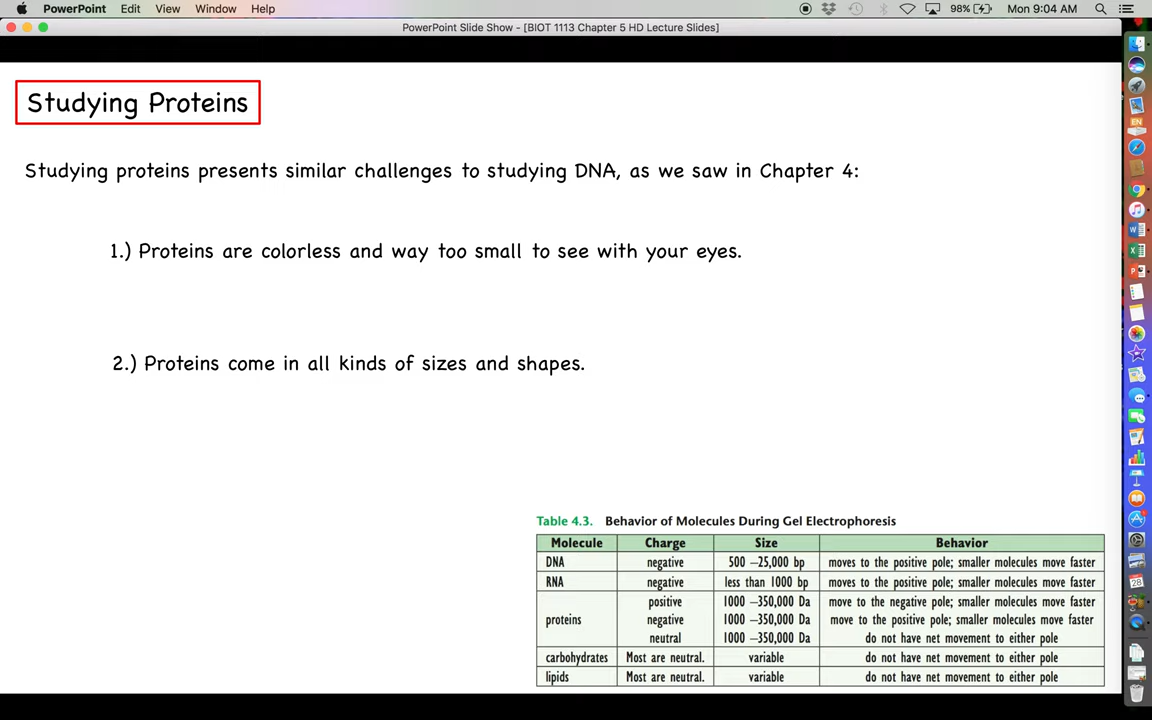 PowerPoint Edit View Window Help 98% Mon 9:04 AM
PowerPoint Slide Show - [BIOT 1113 Chapter 5 HD Lecture Slides]
Studying Proteins
Studying proteins presents similar challenges to studying DNA, as we saw in Chapter 4:
1.) Proteins are colorless and way too small to see with your eyes.
2.) Proteins come in all kinds of sizes and shapes.
Table 4.3. Behavior of Molecules During Gel Electrophoresis
Molecule Charge Size Behavior
DNA negative 500 –25,000 bp moves to the positive pole; smaller molecules move faster
RNA negative less than 1000 bp moves to the positive pole; smaller molecules move faster
proteins positive 1000 –350,000 Da move to the negative pole; smaller molecules move faster
negative 1000 –350,000 Da move to the positive pole; smaller molecules move faster
neutral 1000 –350,000 Da do not have net movement to either pole
carbohydrates Most are neutral. variable do not have net movement to either pole
lipids Most are neutral. variable do not have net movement to either pole
EN
28